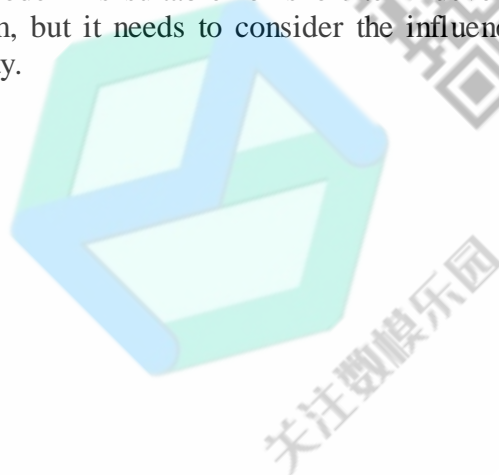 n, but it needs to consider the influenc
y.
关注数模乐园